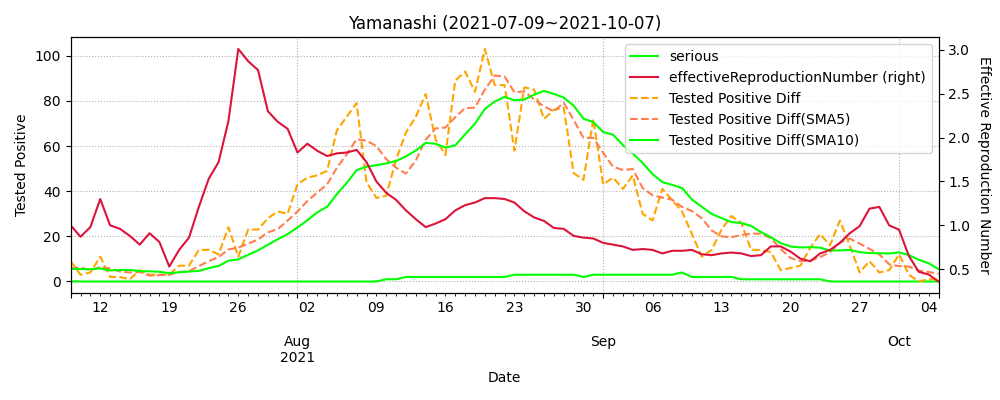 Yamanashi (2021-07-09~2021-10-07)
serious
effectiveReproductionNumber (right)
Tested Positive Diff
Tested Positive Diff(SMA5)
Tested Positive Diff(SMA10)
Tested Positive
100
80
60
40
20
0
3.0
2.5
2.0
1.5
1.0
0.5
Effective Reproduction Number
12 19 26 02 09 16 23 30 06 13 20 27 04
Aug Sep Oct
2021
Date